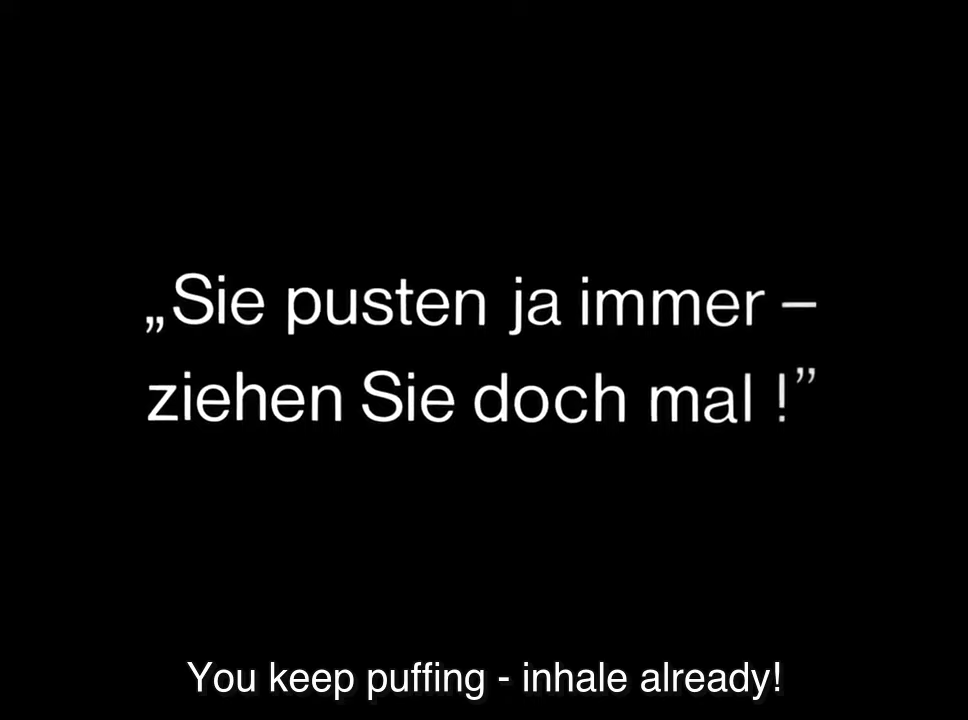 „Sie pusten ja immer –
ziehen Sie doch mal !”
You keep puffing - inhale already!